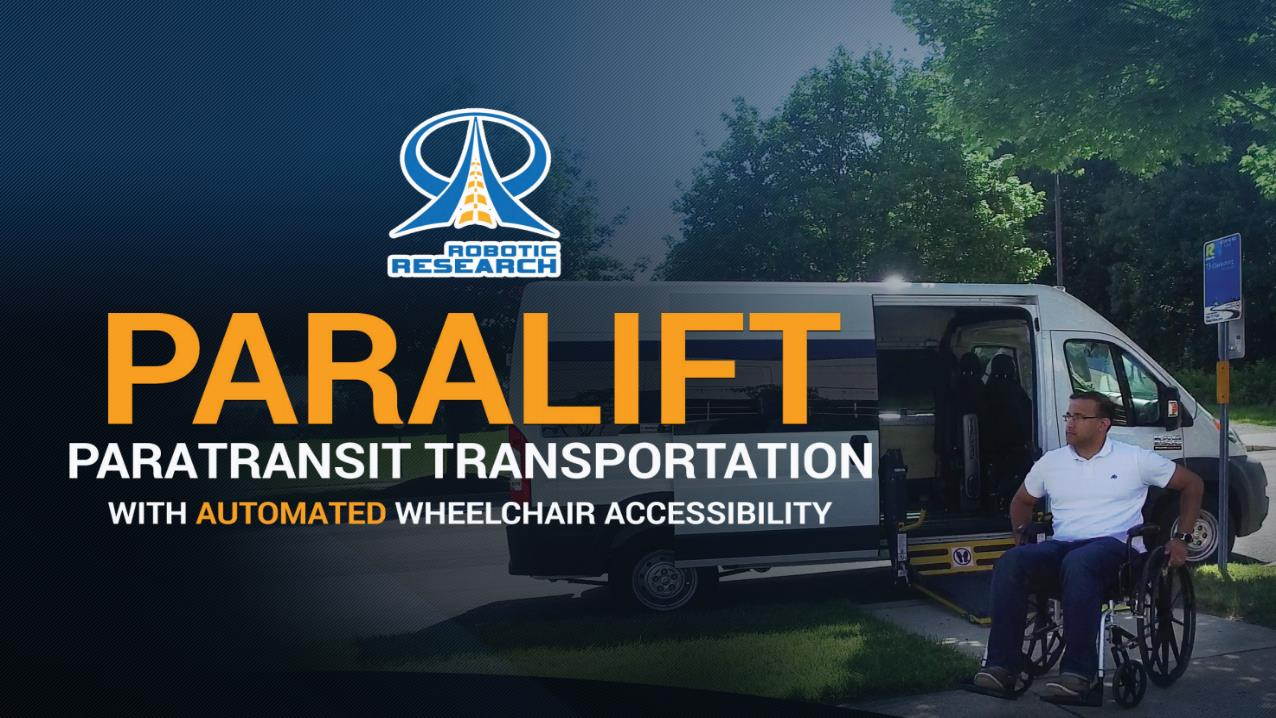 ROBOTIC
RESEARCH
PARALIFT
PARATRANSIT TRANSPORTATION
WITH AUTOMATED WHEELCHAIR ACCESSIBILITY